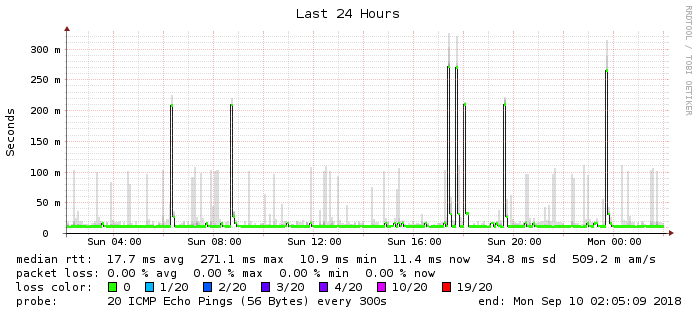 Last 24 Hours
RRDTOOL / TOBI OETIKER
Seconds
300 m
250 m
200 m
150 m
100 m
50 m
0
Sun 04:00 Sun 08:00 Sun 12:00 Sun 16:00 Sun 20:00 Mon 00:00
median rtt: 17.7 ms avg 271.1 ms max 10.9 ms min 11.4 ms now 34.8 ms sd 509.2 m am/s
packet loss: 0.00 % avg 0.00 % max 0.00 % min 0.00 % now
loss color: 0 1/20 2/20 3/20 4/20 10/20 19/20
probe: 20 ICMP Echo Pings (56 Bytes) every 300s end: Mon Sep 10 02:05:09 2018